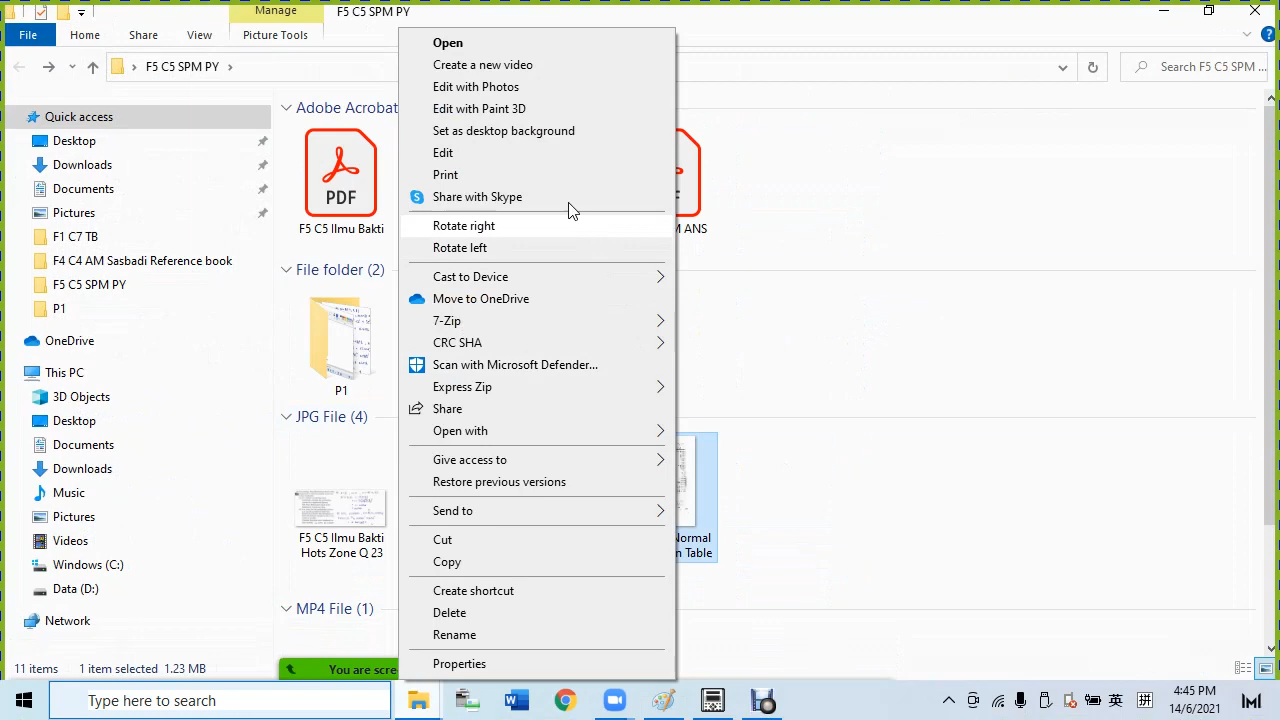 Manage
F5 C5 SPM PY
File
Home
Share
View
Picture Tools
F5 C5 SPM PY
Search F5 C5 SPM ...
Quick access
Desktop
Downloads
Documents
Pictures
F1 C7 TB
F4 C4 AM Sasbadi Reference book
F5 C5 SPM PY
P1
OneDrive
This PC
3D Objects
Desktop
Documents
Downloads
Music
Pictures
Videos
Windows (C:)
Data (D:)
Network
Adobe Acrobat
PDF
F5 C5 Ilmu Bakti
M ANS
File folder (2)
P1
JPG File (4)
F5 C5 Ilmu Bakti
Hots Zone Q 23
Normal
n Table
MP4 File (1)
Open
Create a new video
Edit with Photos
Edit with Paint 3D
Set as desktop background
Edit
Print
Share with Skype
Rotate right
Rotate left
Cast to Device
Move to OneDrive
7-Zip
CRC SHA
Scan with Microsoft Defender...
Express Zip
Share
Open with
Give access to
Restore previous versions
Send to
Cut
Copy
Create shortcut
Delete
Rename
Properties
11 items
1 item selected 1.23 MB
You are scre
Type here to search
英
拼
4:45 PM
14/6/2021